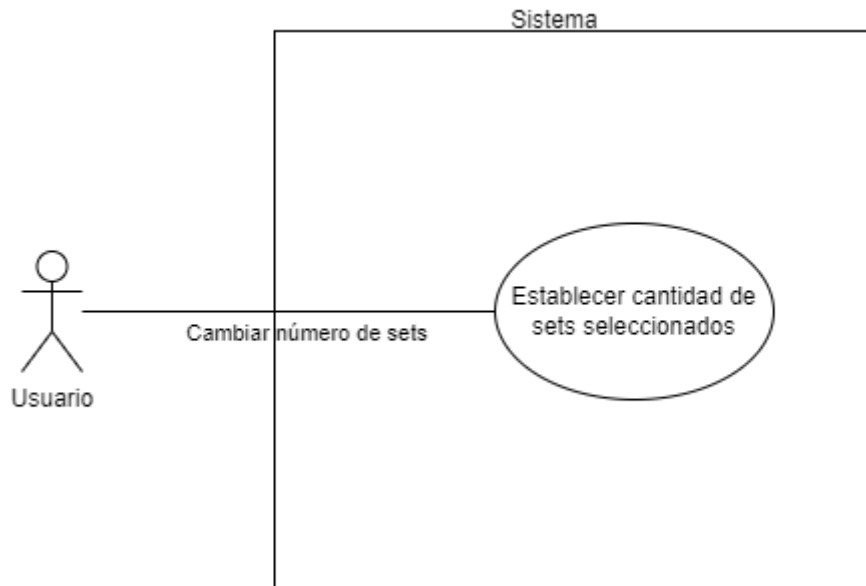 Sistema
Establecer cantidad de
sets seleccionados
Cambiar número de sets
Usuario